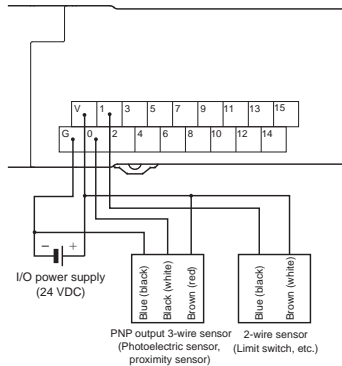 V 1 3 5 7 9 11 13 15
G 0 2 4 6 8 10 12 14
− +
I/O power supply
(24 VDC)
Blue (black)
Black (white)
Brown (red)
Blue (black)
Brown (white)
PNP output 3-wire sensor
(Photoelectric sensor,
proximity sensor)
2-wire sensor
(Limit switch, etc.)